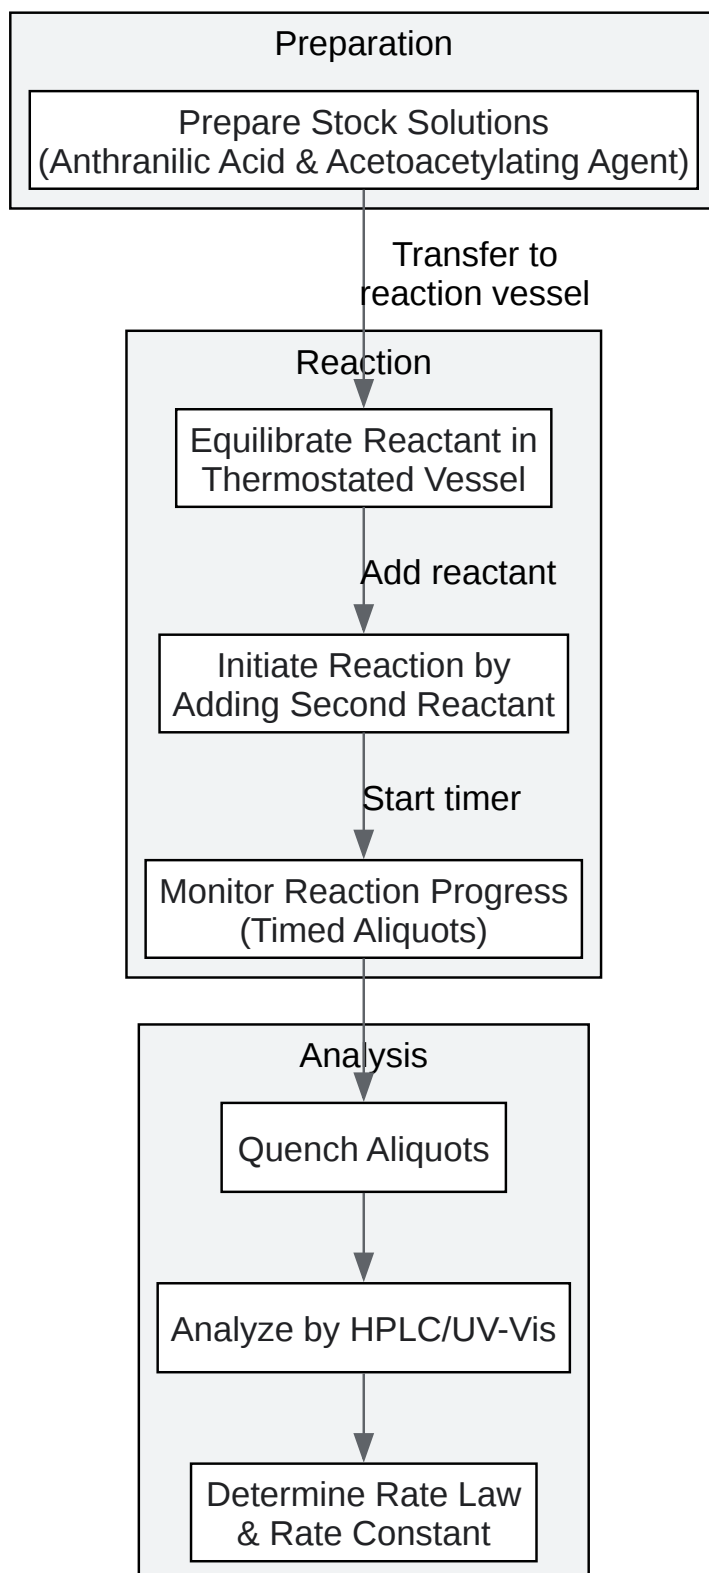 Preparation
Prepare Stock Solutions
(Anthranilic Acid & Acetoacetylating Agent)
Transfer to
reaction vessel
Reaction
Equilibrate Reactant in
Thermostated Vessel
Add reactant
Initiate Reaction by
Adding Second Reactant
Start timer
Monitor Reaction Progress
(Timed Aliquots)
Analysis
Quench Aliquots
Analyze by HPLC/UV-Vis
Determine Rate Law
& Rate Constant